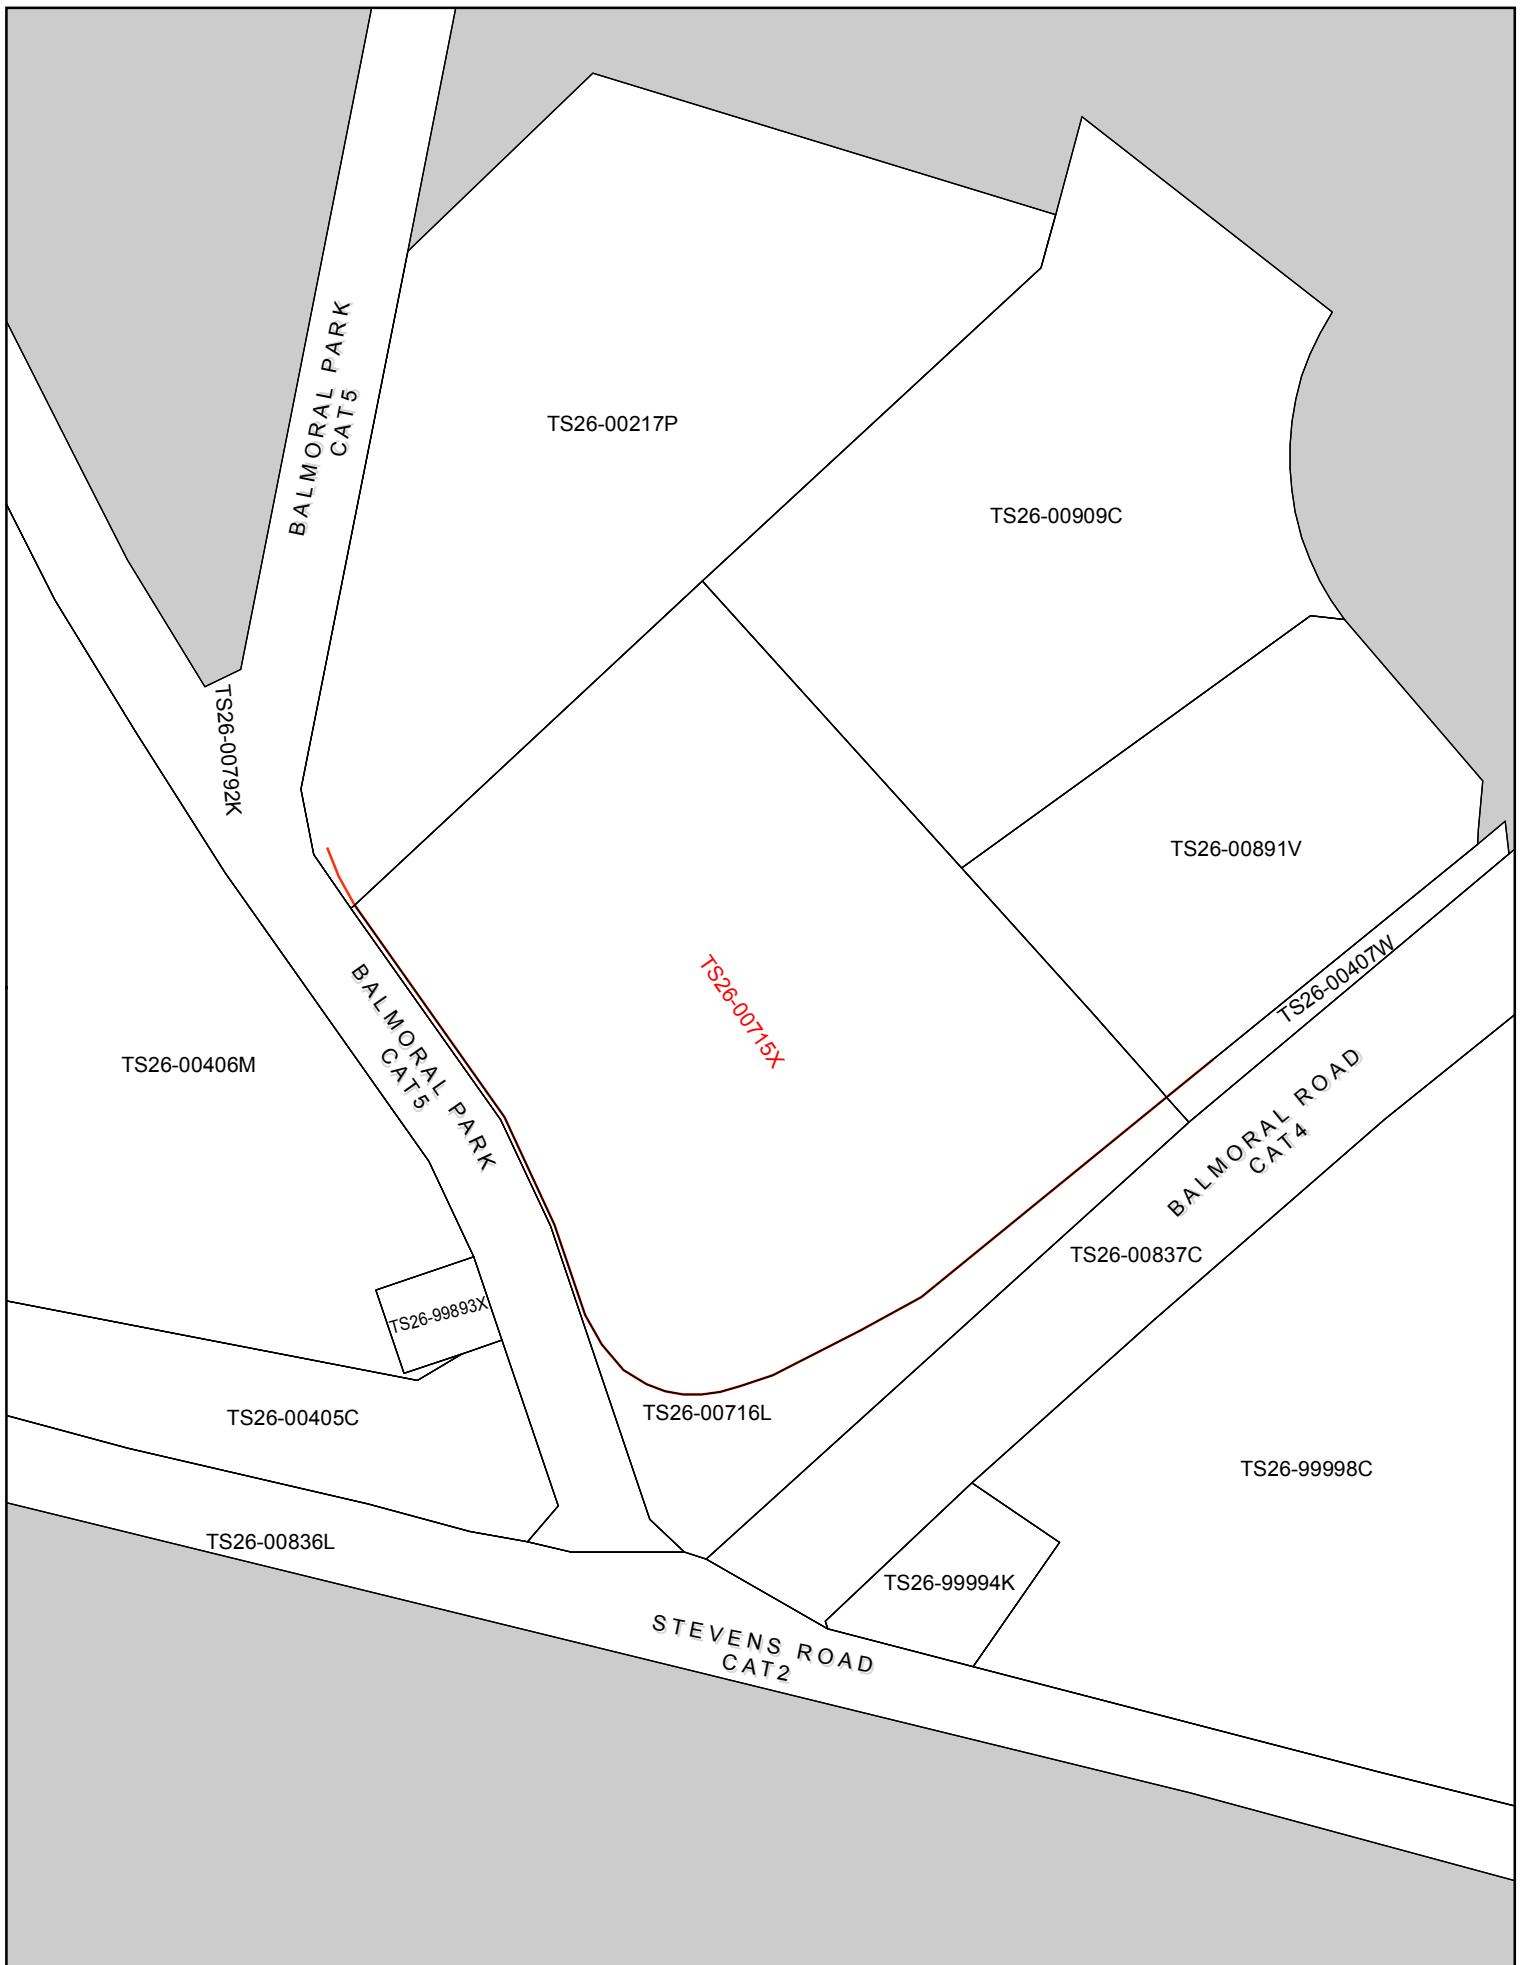 BALMORAL PARK
CAT5
TS26-00217P
TS26-00909C
TS26-00792K
TS26-00891V
TS26-00407W
TS26-00715X
BALMORAL PARK
CAT5
TS26-00406M
BALMORAL ROAD
CAT4
TS26-00837C
TS26-99893X
TS26-00405C
TS26-00716L
TS26-99998C
TS26-00836L
TS26-99994K
STEVENS ROAD
CAT2